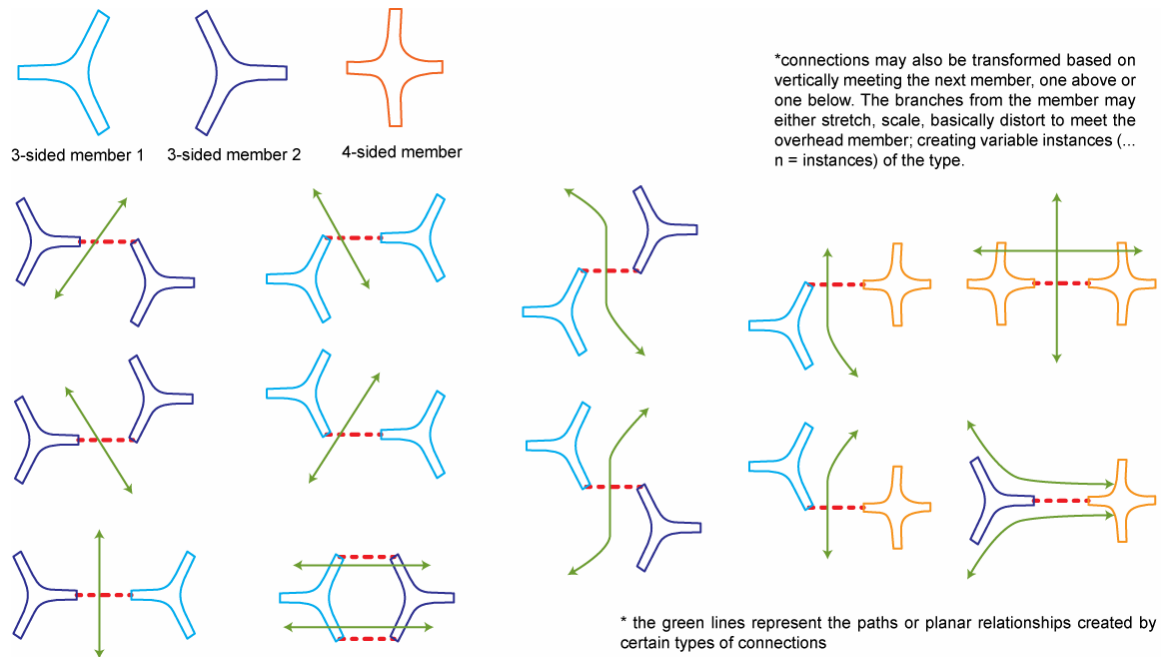 3-sided member 1
3-sided member 2
4-sided member
*connections may also be transformed based on
vertically meeting the next member, one above or
one below. The branches from the member may
either stretch, scale, basically distort to meet the
overhead member; creating variable instances (...
n = instances) of the type.
* the green lines represent the paths or planar relationships created by
certain types of connections